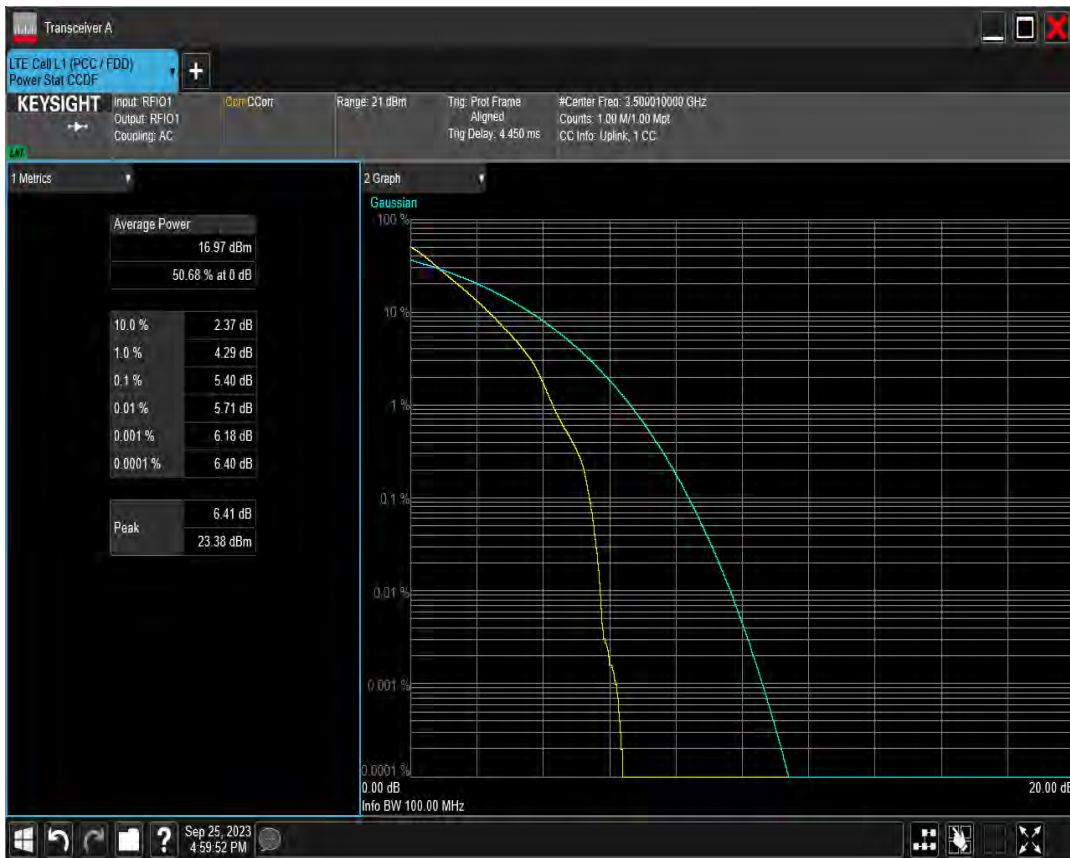 Transceiver A
LTE Cell L1 (PCC / FDD)
Power Stat CCDF
+
KEYSIGHT
Input: RFIO1
Output: RFIO1
Coupling: AC
Corr CCorr
Range: 21 dBm
Trig: Prot Frame
Aligned
Trig Delay: 4.450 ms
#Center Freq: 3.500010000 GHz
Counts: 1.00 M/1.00 Mpt
CC Info: Uplink, 1 CC
LXI
1 Metrics
Average Power
16.97 dBm
50.68 % at 0 dB
10.0 % 2.37 dB
1.0 % 4.29 dB
0.1 % 5.40 dB
0.01 % 5.71 dB
0.001 % 6.18 dB
0.0001 % 6.40 dB
Peak 6.41 dB
23.38 dBm
2 Graph
Gaussian
100 %
10 %
1 %
0.1 %
0.01 %
0.001 %
0.0001 %
0.00 dB
20.00 dB
Info BW 100.00 MHz
?
Sep 25, 2023
4:59:52 PM